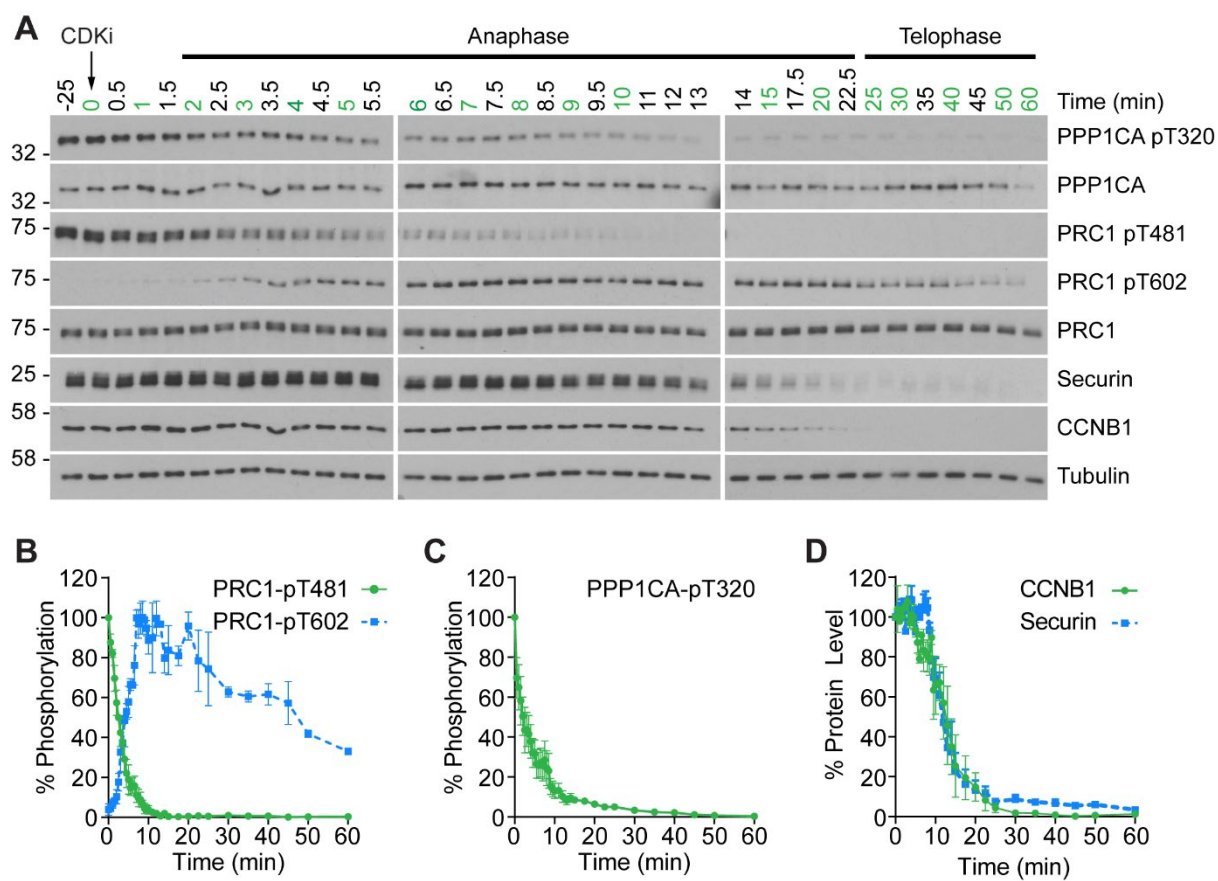 A
CDKi
Anaphase
Telophase
-25 0 0.5 1 1.5 2 2.5 3 3.5 4 4.5 5 5.5 6 6.5 7 7.5 8 8.5 9 9.5 10 11 12 13 14 15 17.5 20 22.5 25 30 35 40 45 50 60 Time (min)
32 - PPP1CA pT320
32 - PPP1CA
75 - PRC1 pT481
75 - PRC1 pT602
75 - PRC1
25 - Securin
58 - CCNB1
58 - Tubulin
B
% Phosphorylation
120
100
80
60
40
20
0
0 10 20 30 40 50 60
Time (min)
PRC1-pT481
PRC1-pT602
C
% Phosphorylation
120
100
80
60
40
20
0
0 10 20 30 40 50 60
Time (min)
PPP1CA-pT320
D
% Protein Level
120
100
80
60
40
20
0
0 10 20 30 40 50 60
Time (min)
CCNB1
Securin